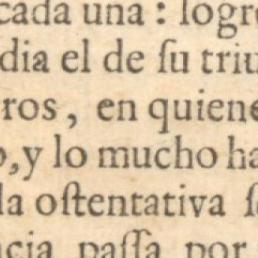 cada una : logr
dia el de ſu triu
ros, en quiene
o, y lo mucho ha
la oſtentativa ſ
ncia paſſa por